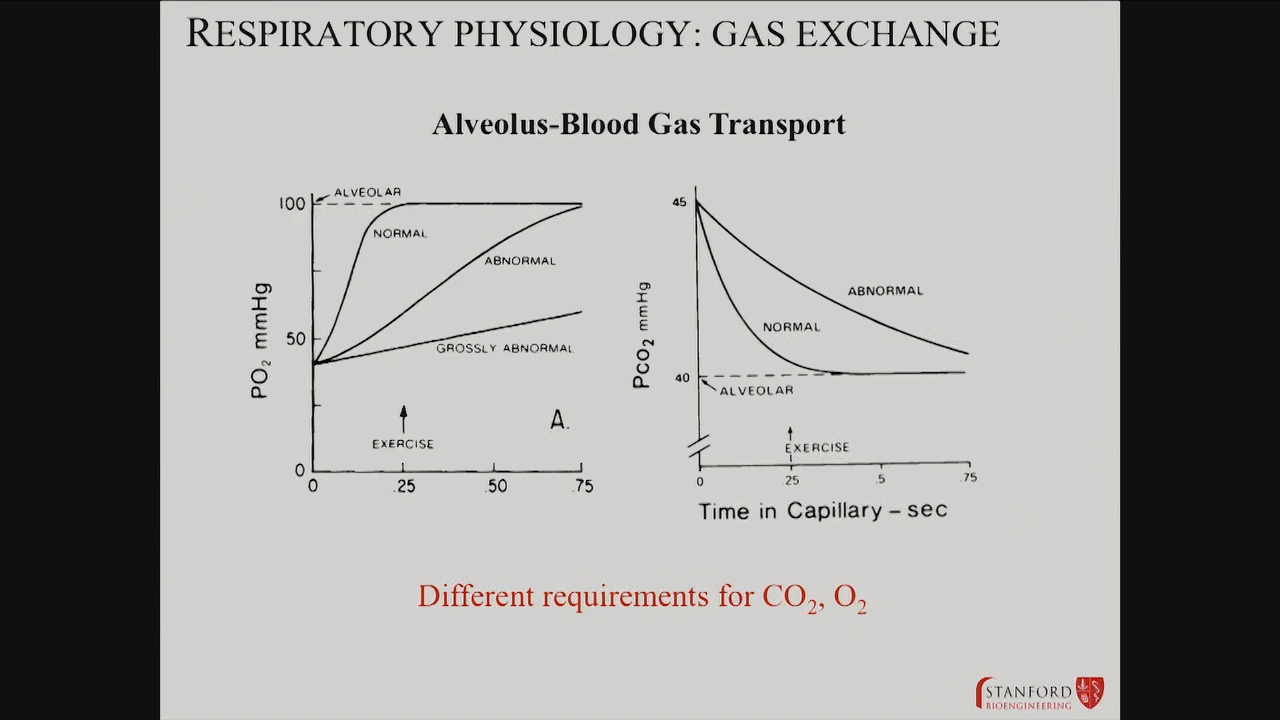 RESPIRATORY PHYSIOLOGY: GAS EXCHANGE
Alveolus-Blood Gas Transport
100
ALVEOLAR
NORMAL
ABNORMAL
50
GROSSLY ABNORMAL
PO2 mmHg
A.
EXERCISE
0
0
.25
.50
.75
45
ABNORMAL
NORMAL
PCO2 mmHg
40
ALVEOLAR
EXERCISE
0
.25
.5
.75
Time in Capillary - sec
Different requirements for CO2, O2
STANFORD
BIOENGINEERING